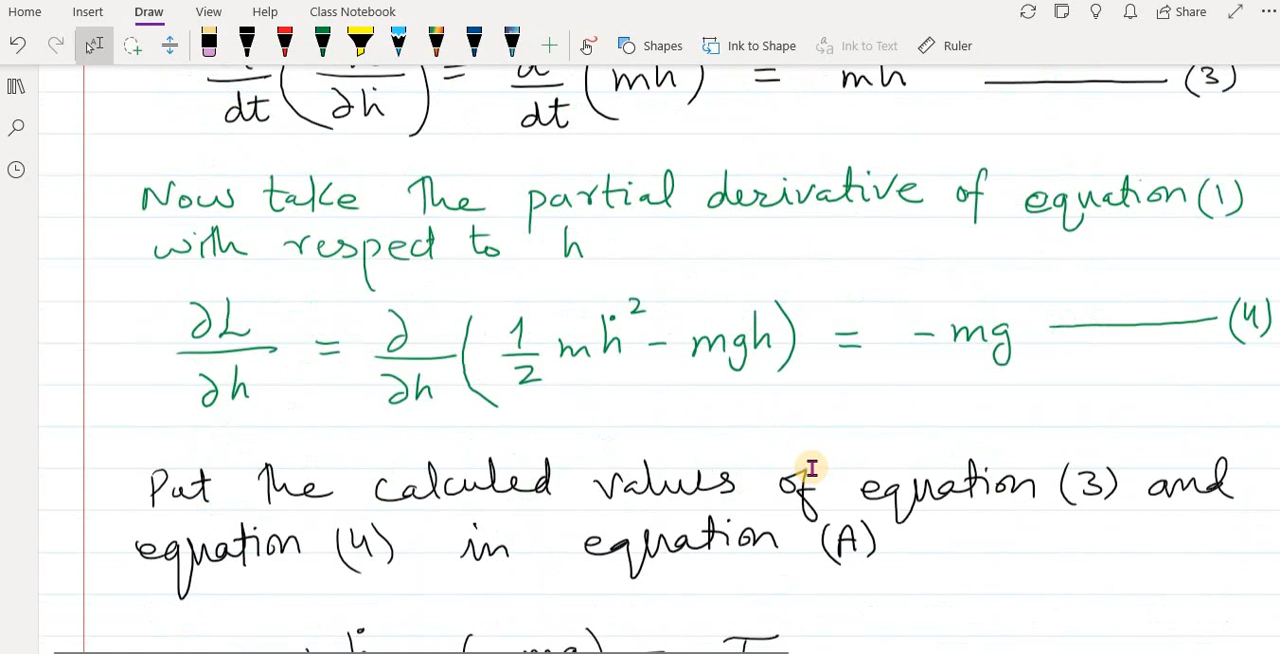 Home Insert Draw View Help Class Notebook Share
Shapes Ink to Shape Ink to Text Ruler
dt ( ∂ḣ ) = dt ( mḣ ) = mḧ ——— (3)
Now take the partial derivative of equation (1)
with respect to h
∂L/∂h = ∂/∂h ( 1/2 mḣ² - mgh ) = - mg ——— (4)
Put the calculed values of equation (3) and
equation (4) in equation (A)